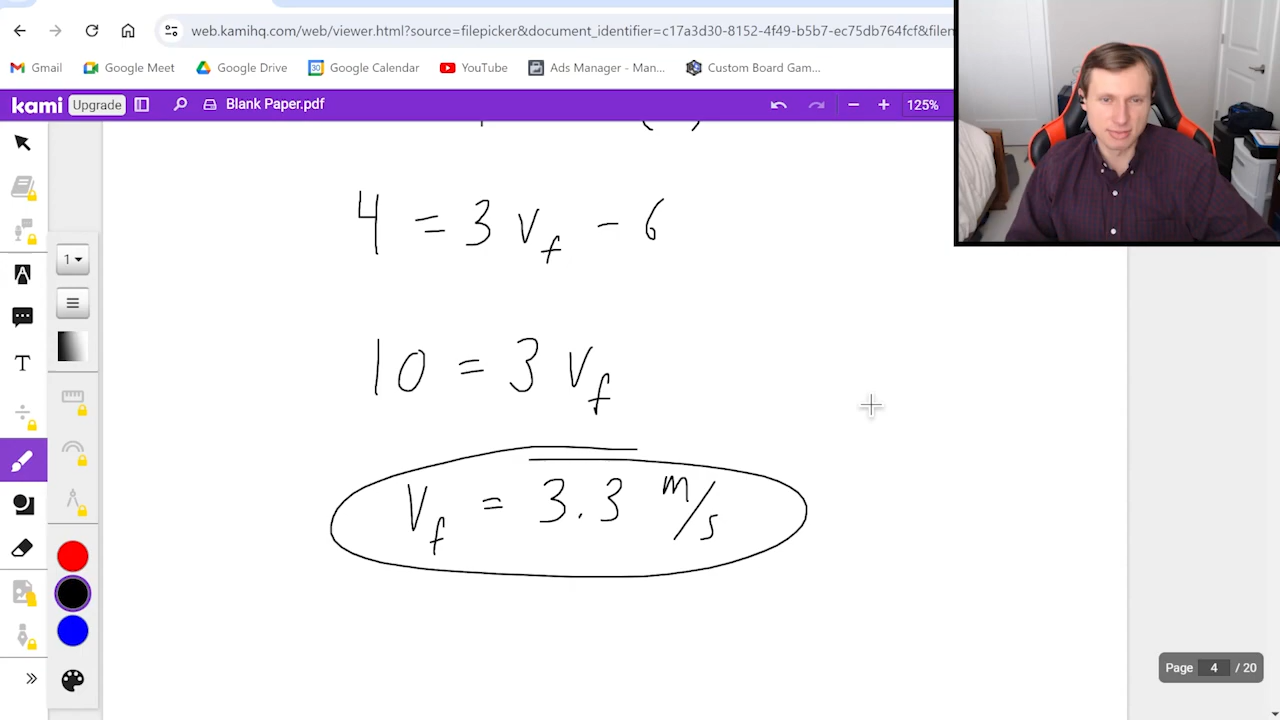 web.kamihq.com/web/viewer.html?source=filepicker&document_identifier=c17a3d30-8152-4f49-b5b7-ec75db764fcf&filen
Gmail Google Meet Google Drive 30 Google Calendar YouTube Ads Manager - Man... Custom Board Gam...
kami Upgrade Blank Paper.pdf 125%
4 = 3 vf - 6
1
10 = 3 vf
T
vf = 3.3 m/s
Page 4 / 20